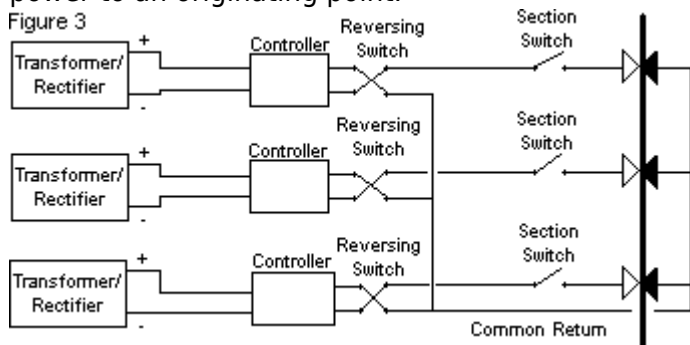 power to an originating point.
Figure 3
Reversing
Switch
Section
Switch
Controller
+
Transformer/
Rectifier
-
Section
Switch
Reversing
Switch
Controller
+
Transformer/
Rectifier
-
Section
Switch
Reversing
Switch
Controller
+
Transformer/
Rectifier
-
Common Return